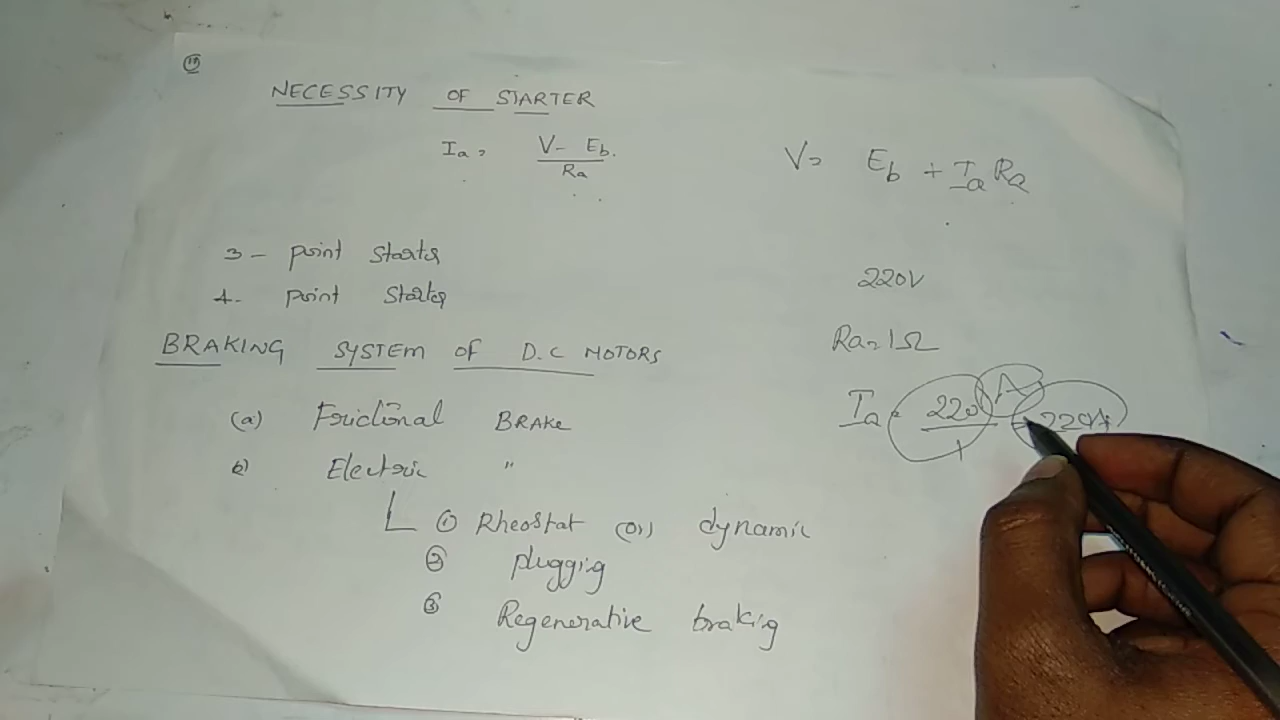 NECESSITY OF STARTER
Ia = V- Eb. / Ra
V= Eb + Ia Ra
3 - point starter
4- point starter
220V
Ra = 1Ω
Ia = 220 / 1 = 220A
A
BRAKING SYSTEM OF D.C MOTORS
(a) Frictional BRAKE
Electric "
① Rheostat (or) dynamic
② plugging
③ Regenerative braking